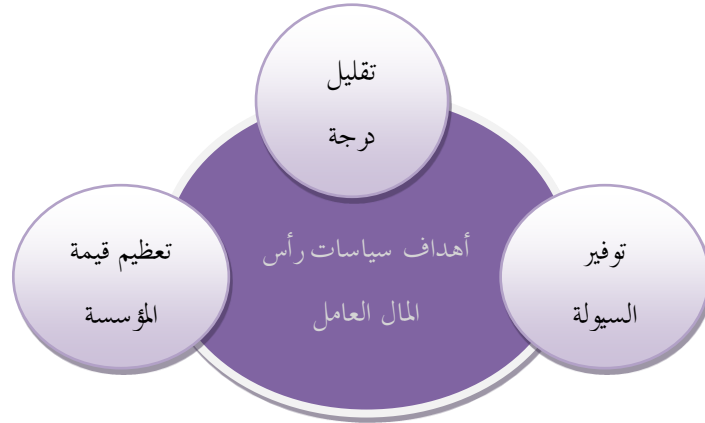 تقليل
درجة
توفير
السيولة
أهداف سياسات رأس
المال العامل
تعظيم قيمة
المؤسسة